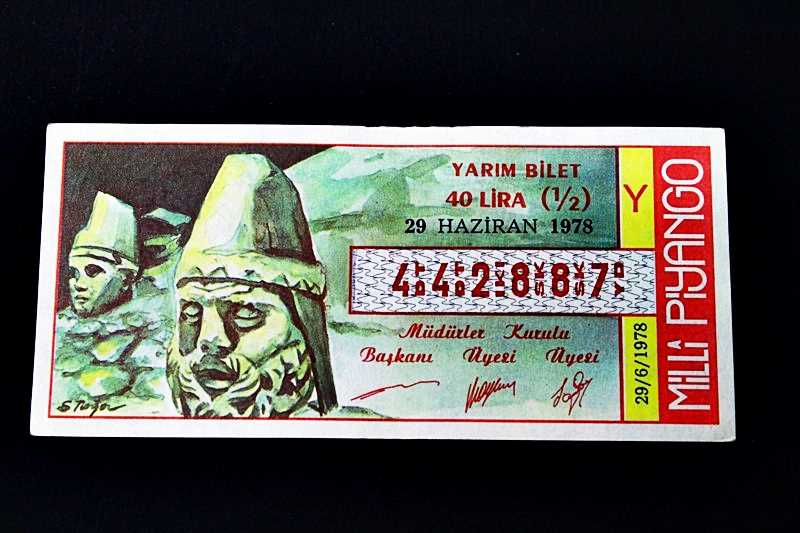 YARIM BİLET
40 LİRA (1/2)
29 HAZİRAN 1978
442887
Müdürler Kurulu
Başkanı Üyesi Üyesi
Y
29/6/1978
MİLLÎ PİYANGO